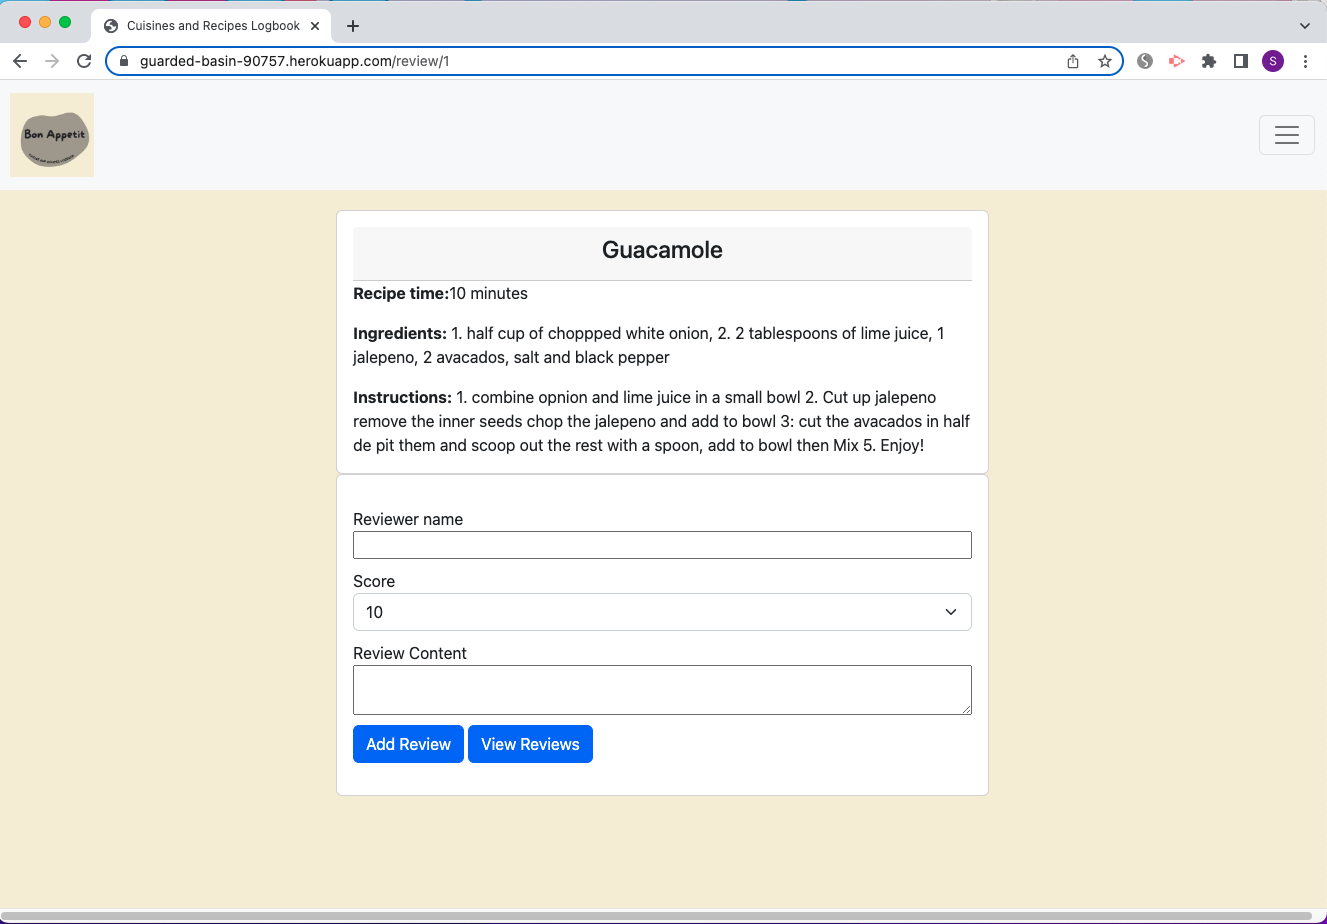 Cuisines and Recipes Logbook
guarded-basin-90757.herokuapp.com/review/1
S
Bon Appetit
Guacamole
Recipe time:10 minutes
Ingredients: 1. half cup of choppped white onion, 2. 2 tablespoons of lime juice, 1
jalepeno, 2 avacados, salt and black pepper
Instructions: 1. combine opnion and lime juice in a small bowl 2. Cut up jalepeno
remove the inner seeds chop the jalepeno and add to bowl 3: cut the avacados in half
de pit them and scoop out the rest with a spoon, add to bowl then Mix 5. Enjoy!
Reviewer name
Score
10
Review Content
Add Review View Reviews